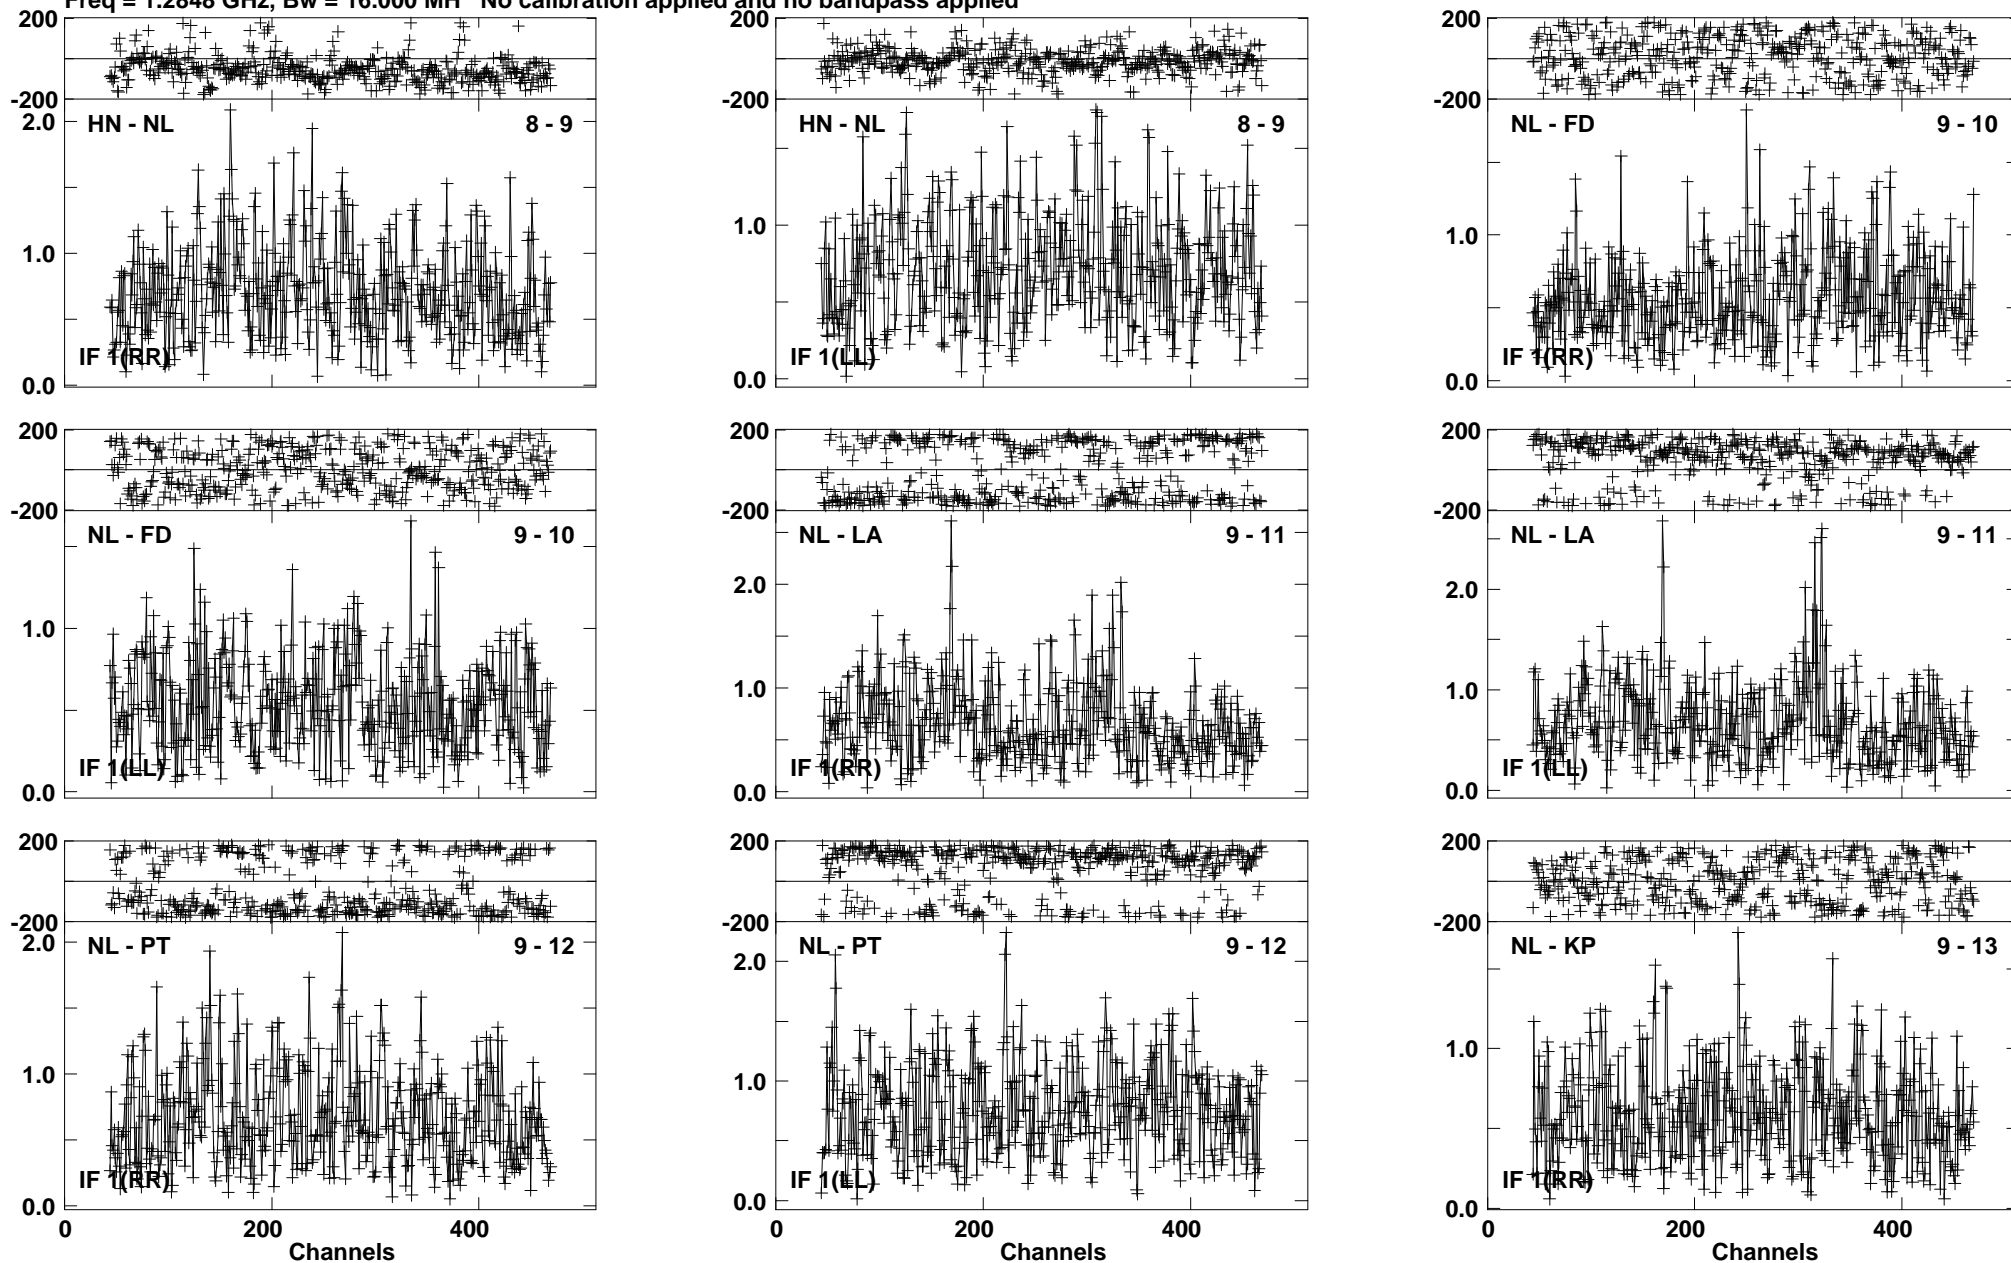 Freq = 1.2848 GHz, Bw = 16.000 MH No calibration applied and no bandpass applied
200
-200
HN - NL 8 - 9
2.0
1.0
0.0
IF 1(RR)
200
-200
HN - NL 8 - 9
1.0
0.0
IF 1(LL)
200
-200
NL - FD 9 - 10
1.0
0.0
IF 1(RR)
200
-200
NL - FD 9 - 10
1.0
0.0
IF 1(LL)
200
-200
NL - LA 9 - 11
2.0
1.0
0.0
IF 1(RR)
200
-200
NL - LA 9 - 11
2.0
1.0
0.0
IF 1(LL)
200
-200
NL - PT 9 - 12
2.0
1.0
0.0
IF 1(RR)
0 200 400
Channels
200
-200
NL - PT 9 - 12
2.0
1.0
0.0
IF 1(LL)
0 200 400
Channels
200
-200
NL - KP 9 - 13
1.0
0.0
IF 1(RR)
0 200 400
Channels